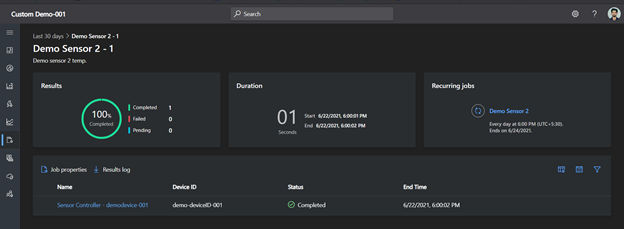 Custom Demo-001
Search
?
Last 30 days > Demo Sensor 2 - 1
Demo Sensor 2 - 1
Demo sensor 2 temp.
Results
100%
Completed
Completed 1
Failed 0
Pending 0
Duration
01
Seconds
Start 6/22/2021, 6:00:01 PM
End 6/22/2021, 6:00:02 PM
Recurring jobs
Demo Sensor 2
Every day at 6:00 PM (UTC+5:30).
Ends on 6/24/2021.
Job properties Results log
Name Device ID Status End Time
Sensor Controller - demodevice-001 demo-deviceID-001 Completed 6/22/2021, 6:00:02 PM